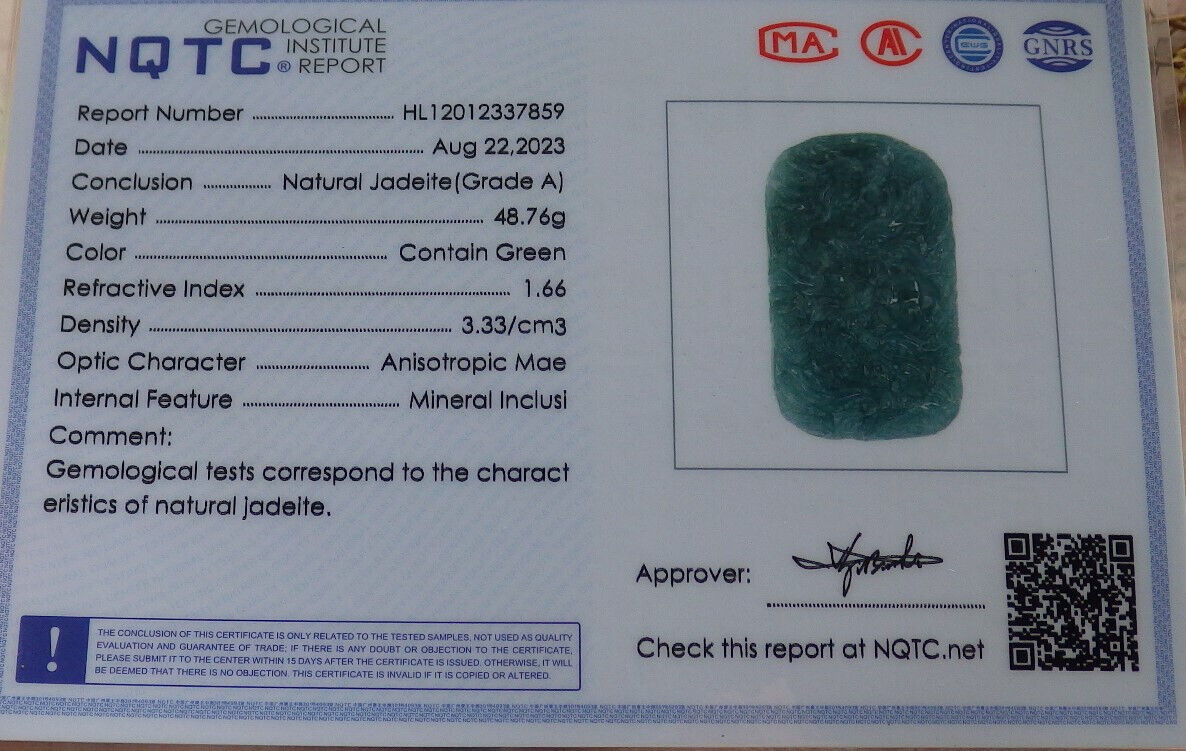 NQTC® GEMOLOGICAL
INSTITUTE
REPORT
MA
GNRS
Report Number ........................ HL12012337859
Date ........................ Aug 22,2023
Conclusion ........................ Natural Jadeite(Grade A)
Weight ........................ 48.76g
Color ........................ Contain Green
Refractive Index ........................ 1.66
Density ........................ 3.33/cm3
Optic Character ........................ Anisotropic Mae
Internal Feature ........................ Mineral Inclusi
Comment:
Gemological tests correspond to the charact
eristics of natural jadeite.
Approver:
Check this report at NQTC.net
!
THE CONCLUSION OF THIS CERTIFICATE IS ONLY RELATED TO THE TESTED SAMPLES, NOT USED AS QUALITY
EVALUATION AND GUARANTEE OF TRADE; IF THERE IS ANY DOUBT OR OBJECTION TO THE CERTIFICATE,
PLEASE SUBMIT IT TO THE CENTER WITHIN 15 DAYS AFTER THE CERTIFICATE IS ISSUED. OTHERWISE, IT WILL
BE DEEMED THAT THERE IS NO OBJECTION. THIS CERTIFICATE IS INVALID IF IT IS COPIED OR ALTERED.